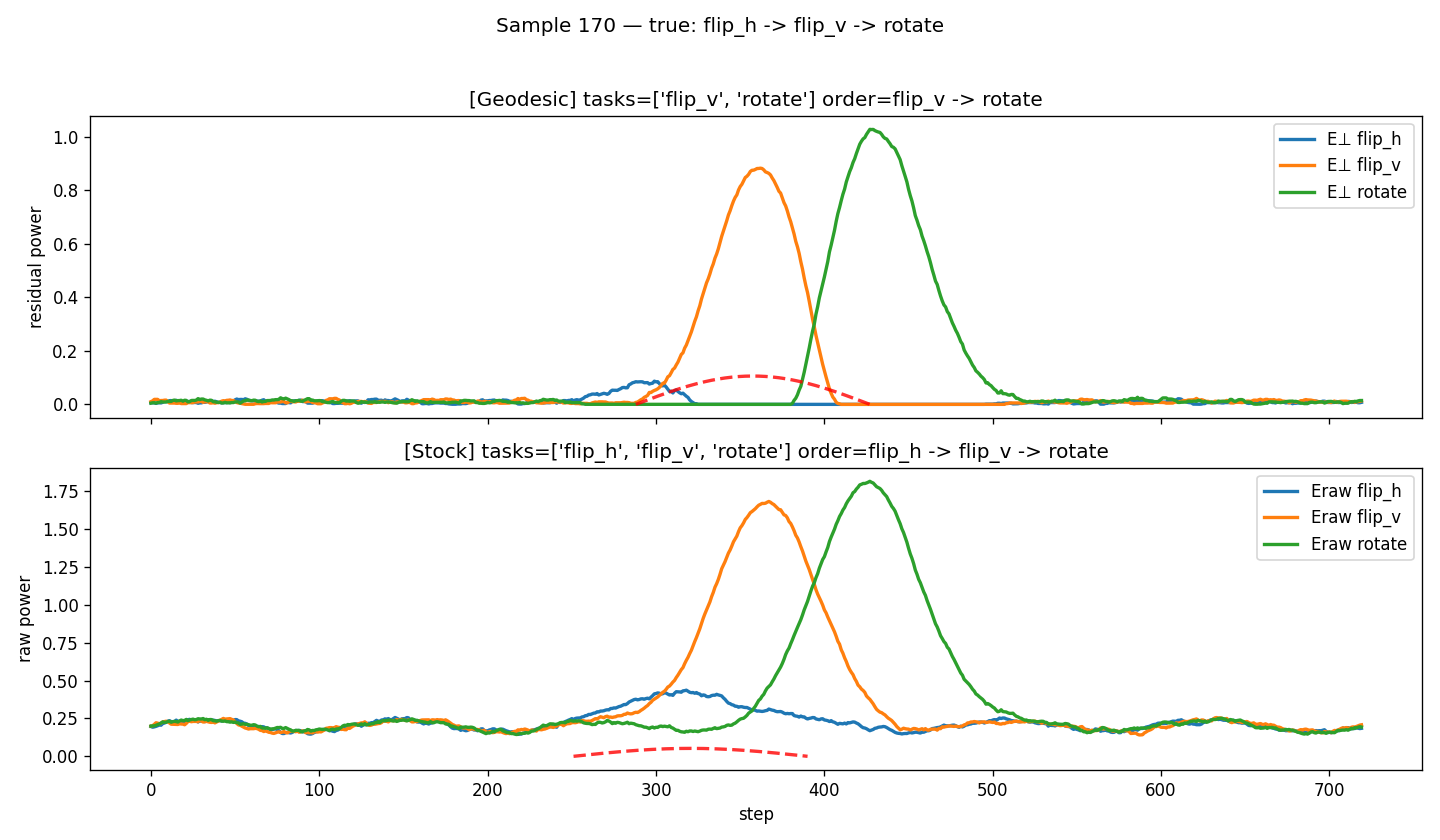 Sample 170 — true: flip_h -> flip_v -> rotate
[Geodesic] tasks=['flip_v', 'rotate'] order=flip_v -> rotate
residual power
1.0
0.8
0.6
0.4
0.2
0.0
E⊥ flip_h
E⊥ flip_v
E⊥ rotate
[Stock] tasks=['flip_h', 'flip_v', 'rotate'] order=flip_h -> flip_v -> rotate
raw power
1.75
1.50
1.25
1.00
0.75
0.50
0.25
0.00
Eraw flip_h
Eraw flip_v
Eraw rotate
0 100 200 300 400 500 600 700
step